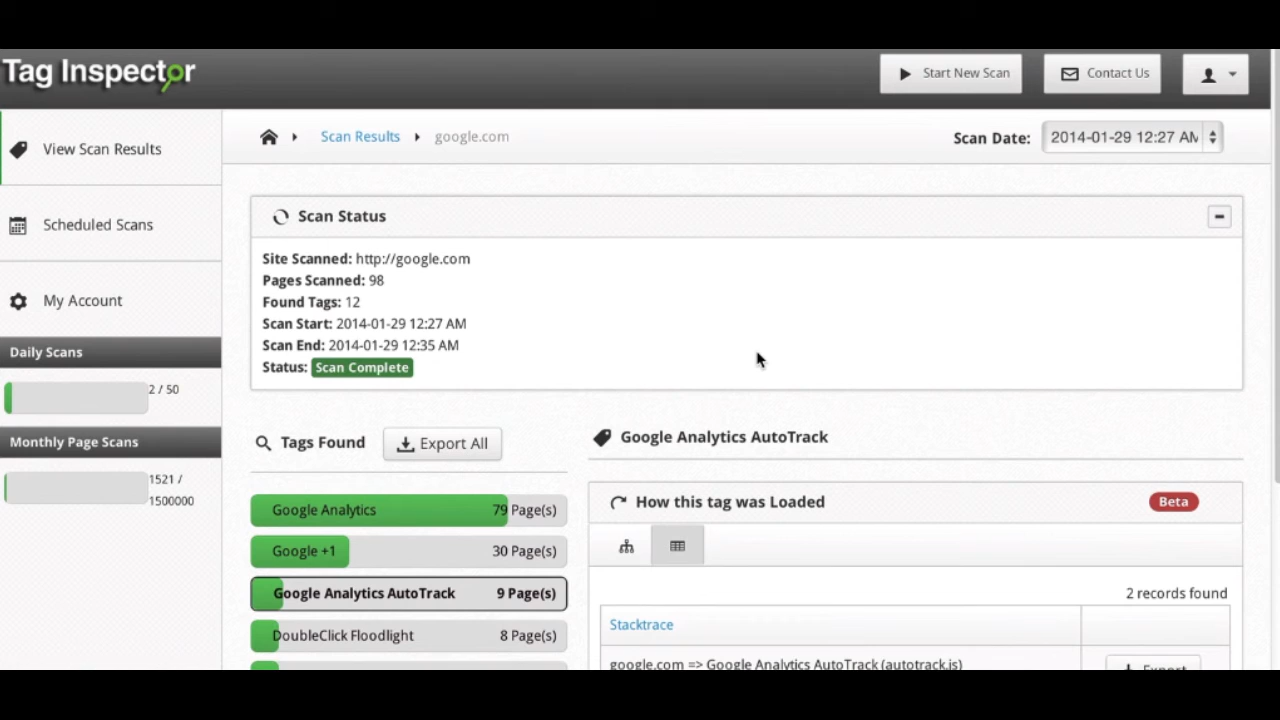 Tag Inspector
Start New Scan
Contact Us
View Scan Results
Scheduled Scans
My Account
Daily Scans
2 / 50
Monthly Page Scans
1521 /
1500000
Scan Results
google.com
Scan Date:
2014-01-29 12:27 AM
Scan Status
Site Scanned: http://google.com
Pages Scanned: 98
Found Tags: 12
Scan Start: 2014-01-29 12:27 AM
Scan End: 2014-01-29 12:35 AM
Status: Scan Complete
Tags Found
Export All
Google Analytics 79 Page(s)
Google +1 30 Page(s)
Google Analytics AutoTrack 9 Page(s)
DoubleClick Floodlight 8 Page(s)
Google Analytics AutoTrack
How this tag was Loaded
Beta
2 records found
Stacktrace
google.com => Google Analytics AutoTrack (autotrack.js)
Export